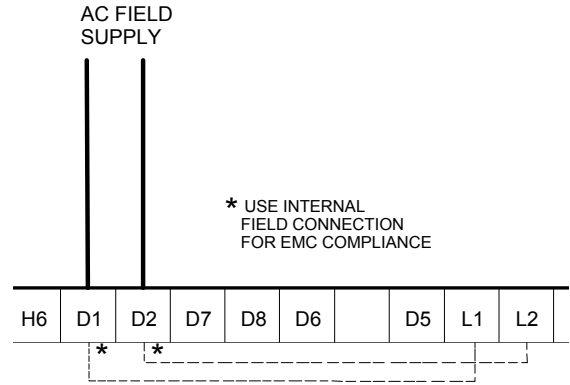 AC FIELD
SUPPLY
* USE INTERNAL
FIELD CONNECTION
FOR EMC COMPLIANCE
H6 D1 D2 D7 D8 D6 D5 L1 L2
* *